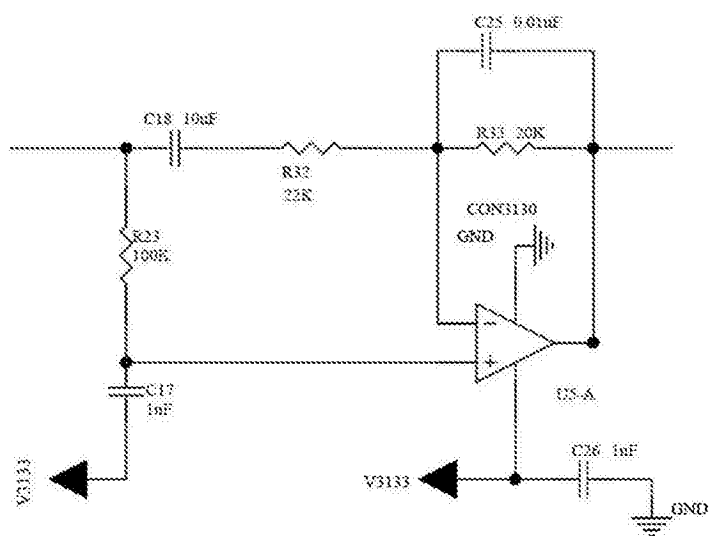 C25 0.01uF
C18 10uF
R33 20K
R32
22K
CON3130
GND
R23
100K
C17
1nF
U5-A
V3133
V3133
C26 1nF
GND